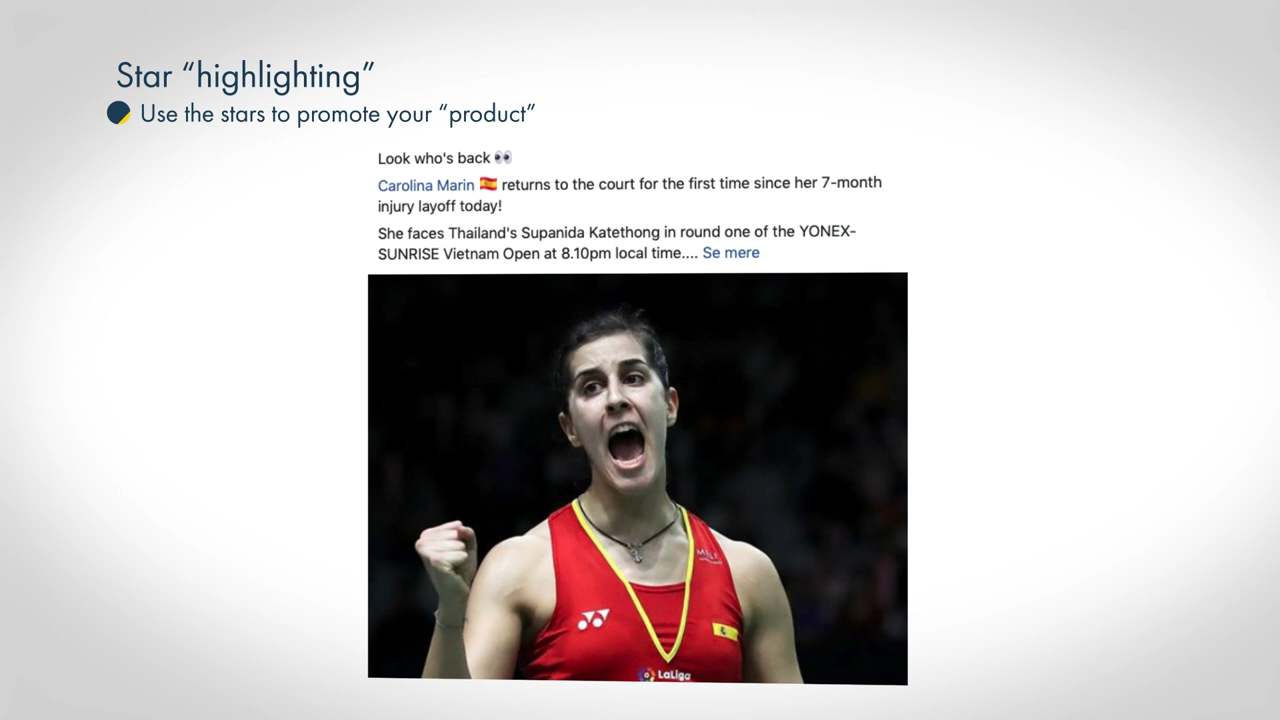 Star “highlighting”
Use the stars to promote your “product”
Look who's back 👀
Carolina Marin 🇪🇸 returns to the court for the first time since her 7-month
injury layoff today!
She faces Thailand's Supanida Katethong in round one of the YONEX-
SUNRISE Vietnam Open at 8.10pm local time.... Se mere
LaLiga